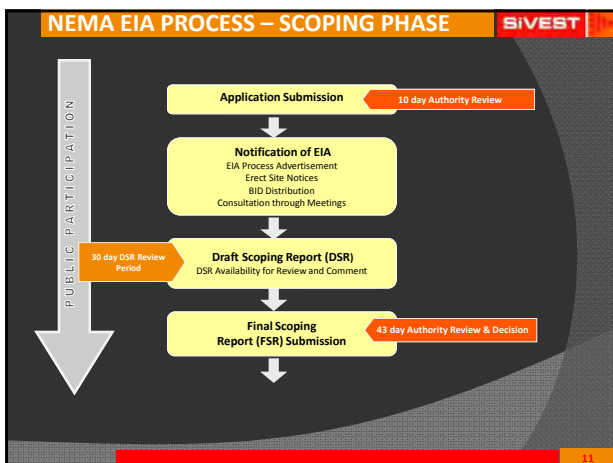 NEMA EIA PROCESS – SCOPING PHASE
SiVEST
PUBLIC PARTICIPATION
Application Submission
10 day Authority Review
Notification of EIA
EIA Process Advertisement
Erect Site Notices
BID Distribution
Consultation through Meetings
30 day DSR Review
Period
Draft Scoping Report (DSR)
DSR Availability for Review and Comment
Final Scoping
Report (FSR) Submission
43 day Authority Review & Decision
11